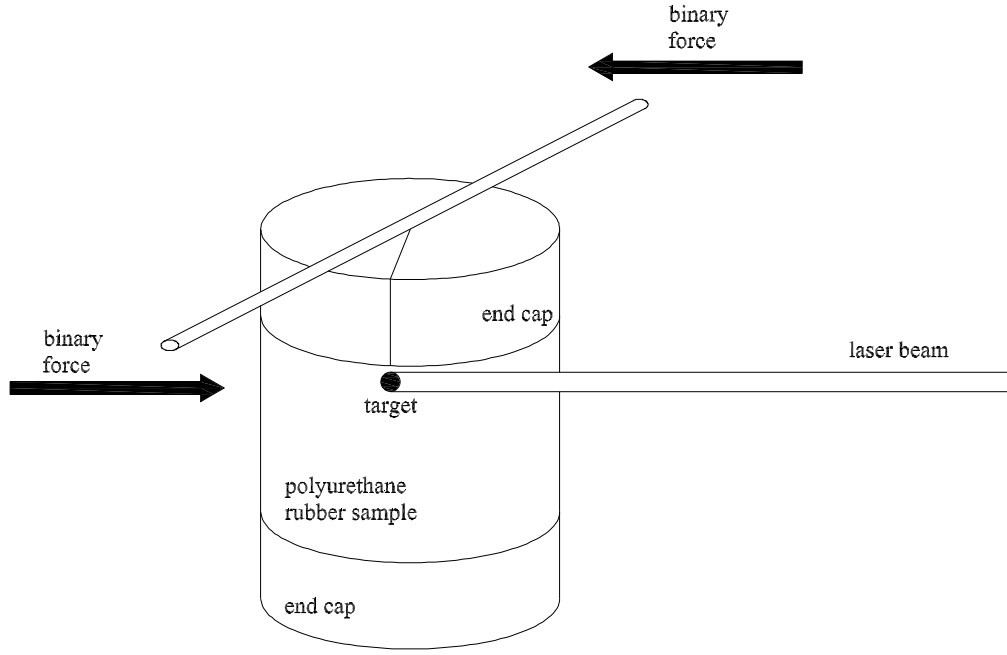 binary
force
end cap
binary
force
laser beam
target
polyurethane
rubber sample
end cap